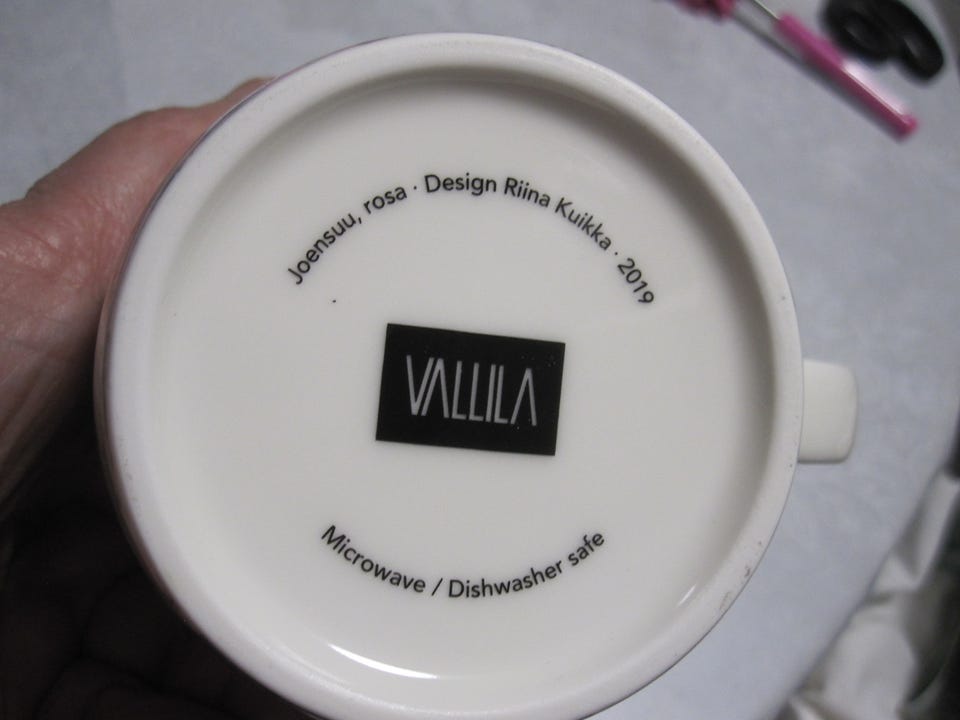 Joensuu, rosa · Design Riina Kuikka · 2019
VALLILA
Microwave / Dishwasher safe